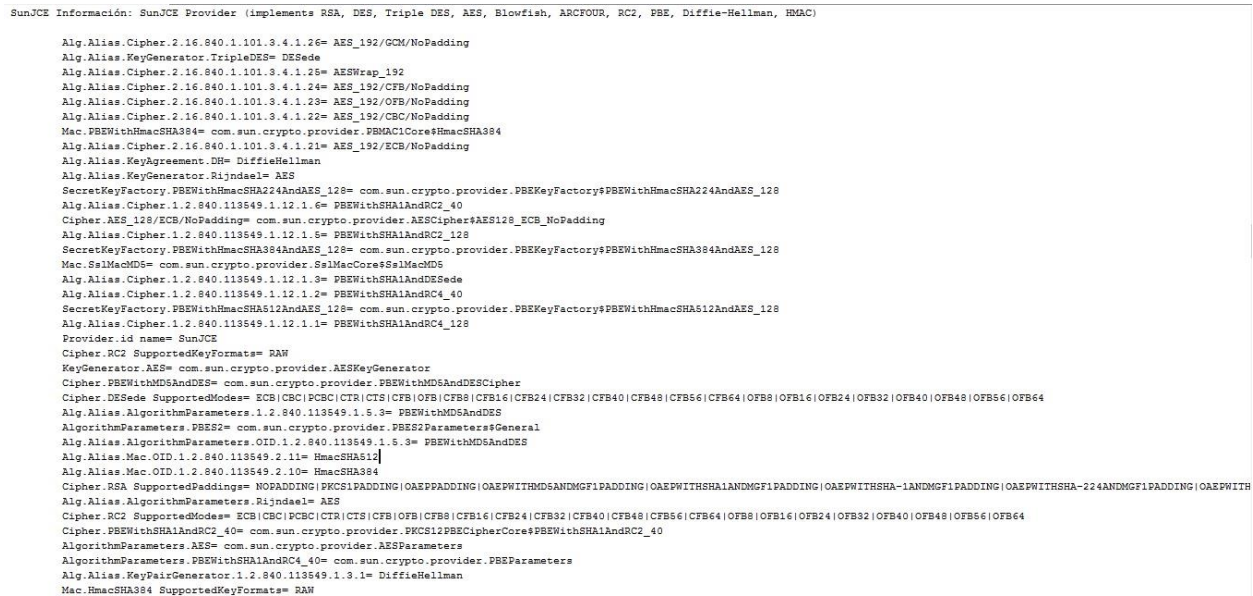 SunJCE Información: SunJCE Provider (implements RSA, DES, Triple DES, AES, Blowfish, ARCFOUR, RC2, PBE, Diffie-Hellman, HMAC)
Alg.Alias.Cipher.2.16.840.1.101.3.4.1.26= AES_192/GCM/NoPadding
Alg.Alias.KeyGenerator.TripleDES= DESede
Alg.Alias.Cipher.2.16.840.1.101.3.4.1.25= AESWrap_192
Alg.Alias.Cipher.2.16.840.1.101.3.4.1.24= AES_192/CFB/NoPadding
Alg.Alias.Cipher.2.16.840.1.101.3.4.1.23= AES_192/OFB/NoPadding
Alg.Alias.Cipher.2.16.840.1.101.3.4.1.22= AES_192/CBC/NoPadding
Mac.PBEWithHmacSHA384= com.sun.crypto.provider.PBMAC1Core$HmacSHA384
Alg.Alias.Cipher.2.16.840.1.101.3.4.1.21= AES_192/ECB/NoPadding
Alg.Alias.KeyAgreement.DH= DiffieHellman
Alg.Alias.KeyGenerator.Rijndael= AES
SecretKeyFactory.PBEWithHmacSHA224AndAES_128= com.sun.crypto.provider.PBEKeyFactory$PBEWithHmacSHA224AndAES_128
Alg.Alias.Cipher.1.2.840.113549.1.12.1.6= PBEWithSHA1AndRC2_40
Cipher.AES_128/ECB/NoPadding= com.sun.crypto.provider.AESCipher$AES128_ECB_NoPadding
Alg.Alias.Cipher.1.2.840.113549.1.12.1.5= PBEWithSHA1AndRC2_128
SecretKeyFactory.PBEWithHmacSHA384AndAES_128= com.sun.crypto.provider.PBEKeyFactory$PBEWithHmacSHA384AndAES_128
Mac.SslMacMD5= com.sun.crypto.provider.SslMacCore$SslMacMD5
Alg.Alias.Cipher.1.2.840.113549.1.12.1.3= PBEWithSHA1AndDESede
Alg.Alias.Cipher.1.2.840.113549.1.12.1.2= PBEWithSHA1AndRC4_40
SecretKeyFactory.PBEWithHmacSHA512AndAES_128= com.sun.crypto.provider.PBEKeyFactory$PBEWithHmacSHA512AndAES_128
Alg.Alias.Cipher.1.2.840.113549.1.12.1.1= PBEWithSHA1AndRC4_128
Provider.id name= SunJCE
Cipher.RC2 SupportedKeyFormats= RAW
KeyGenerator.AES= com.sun.crypto.provider.AESKeyGenerator
Cipher.PBEWithMD5AndDES= com.sun.crypto.provider.PBEWithMD5AndDESCipher
Cipher.DESede SupportedModes= ECB|CBC|PCBC|CTR|CTS|CFB|OFB|CFB8|CFB16|CFB24|CFB32|CFB40|CFB48|CFB56|CFB64|OFB8|OFB16|OFB24|OFB32|OFB40|OFB48|OFB56|OFB64
Alg.Alias.AlgorithmParameters.1.2.840.113549.1.5.3= PBEWithMD5AndDES
AlgorithmParameters.PBES2= com.sun.crypto.provider.PBES2Parameters$General
Alg.Alias.AlgorithmParameters.OID.1.2.840.113549.1.5.3= PBEWithMD5AndDES
Alg.Alias.Mac.OID.1.2.840.113549.2.11= HmacSHA512
Alg.Alias.Mac.OID.1.2.840.113549.2.10= HmacSHA384
Cipher.RSA SupportedPaddings= NOPADDING|PKCS1PADDING|OAEPPADDING|OAEPWITHMD5ANDMGF1PADDING|OAEPWITHSHA1ANDMGF1PADDING|OAEPWITHSHA-1ANDMGF1PADDING|OAEPWITHSHA-224ANDMGF1PADDING|OAEPWITH
Alg.Alias.AlgorithmParameters.Rijndael= AES
Cipher.RC2 SupportedModes= ECB|CBC|PCBC|CTR|CTS|CFB|OFB|CFB8|CFB16|CFB24|CFB32|CFB40|CFB48|CFB56|CFB64|OFB8|OFB16|OFB24|OFB32|OFB40|OFB48|OFB56|OFB64
Cipher.PBEWithSHA1AndRC2_40= com.sun.crypto.provider.PKCS12PBECipherCore$PBEWithSHA1AndRC2_40
AlgorithmParameters.AES= com.sun.crypto.provider.AESParameters
AlgorithmParameters.PBEWithSHA1AndRC4_40= com.sun.crypto.provider.PBEParameters
Alg.Alias.KeyPairGenerator.1.2.840.113549.1.3.1= DiffieHellman
Mac.HmacSHA384 SupportedKeyFormats= RAW